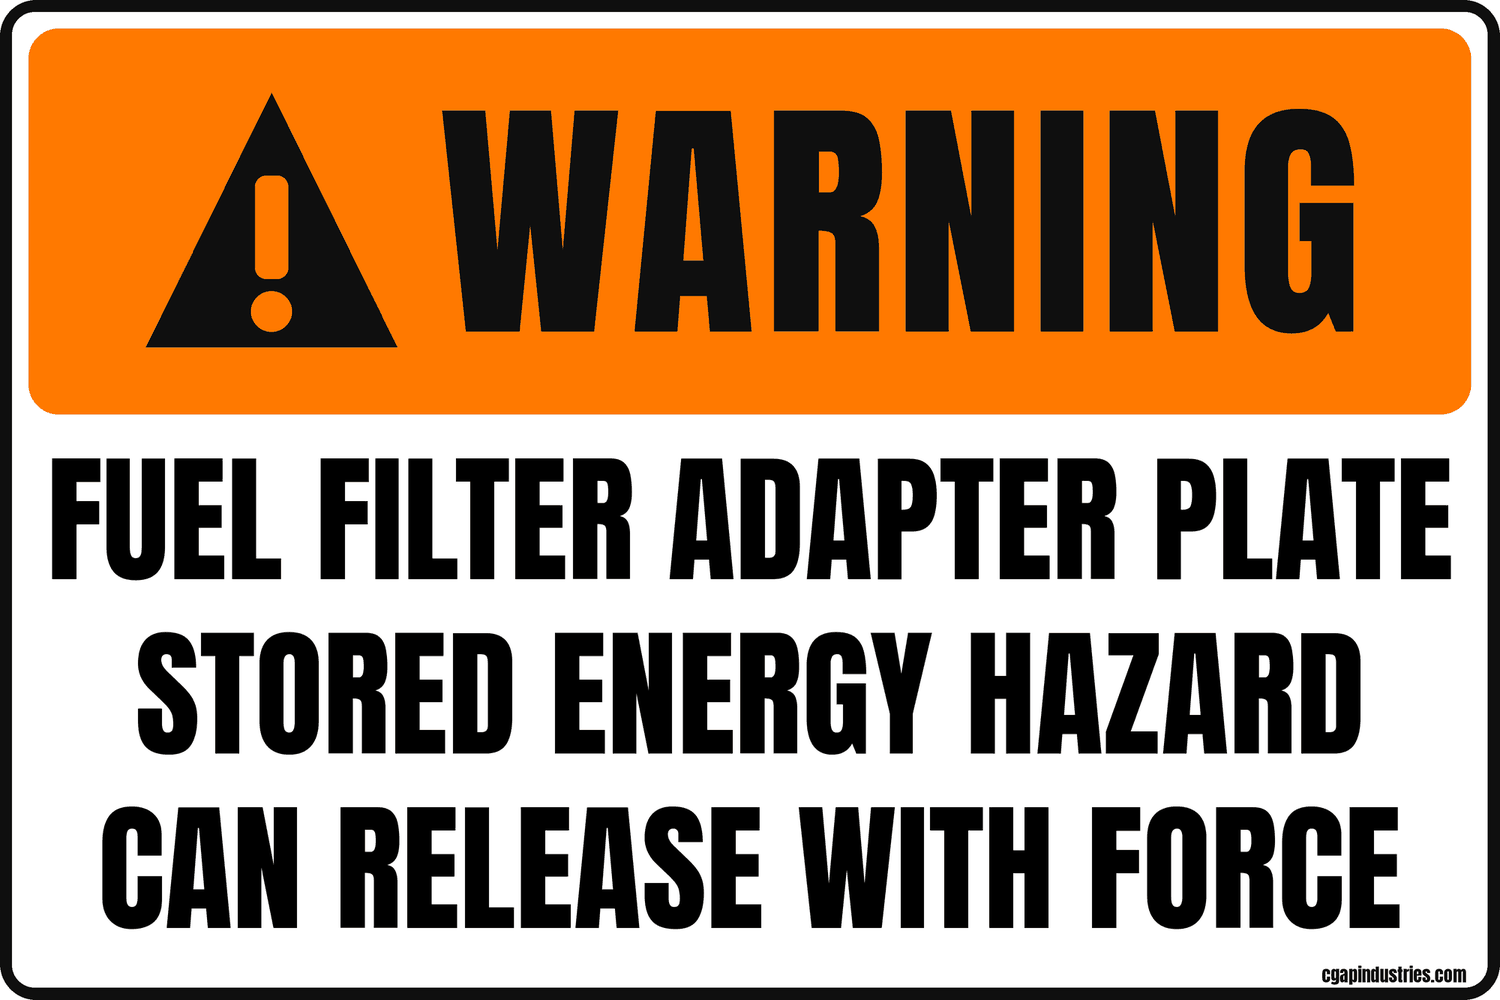 WARNING
FUEL FILTER ADAPTER PLATE
STORED ENERGY HAZARD
CAN RELEASE WITH FORCE
cgapindustries.com